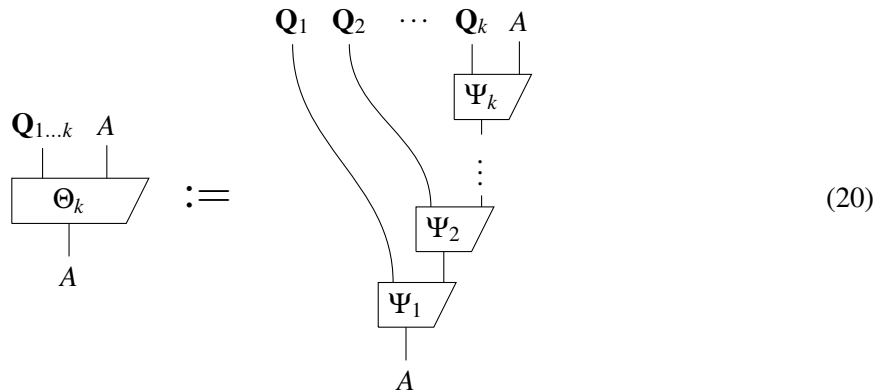 Q₁ Q₂ ⋯ Qₖ A
Ψₖ
Q₁...ₖ A
⋮
Θₖ := (20)
Ψ₂
A
Ψ₁
A